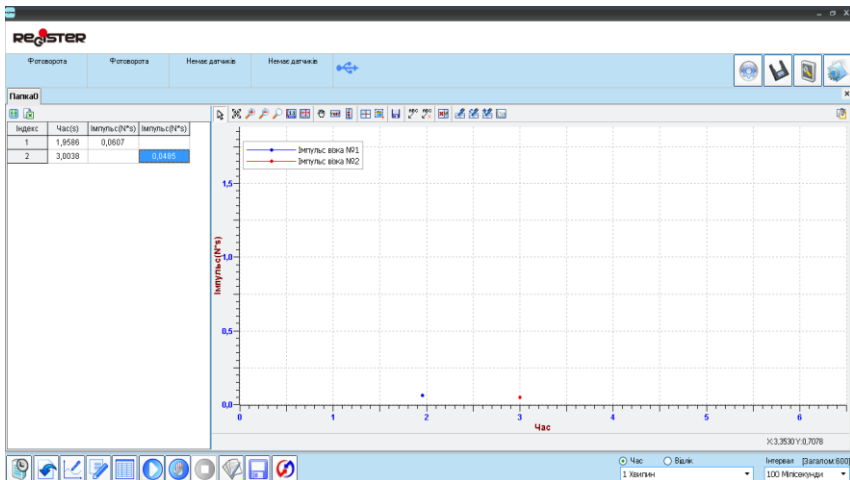 REGISTER
Фотоворота Фотоворота Немає датчиків Немає датчиків
Папка0
Індекс Час(s) Імпульс(N*s) Імпульс(N*s)
1 1,9586 0,0607
2 3,0038 0,0485
Імпульс візка №1
Імпульс візка №2
1,5
1,0
0,5
0,0
Імпульс(N*s)
0 1 2 3 4 5 6
Час
X:3,3530 Y:0,7078
Час Відлік
Інтервал [Загалом:600]
1 Хвилин 100 Мілісекунди